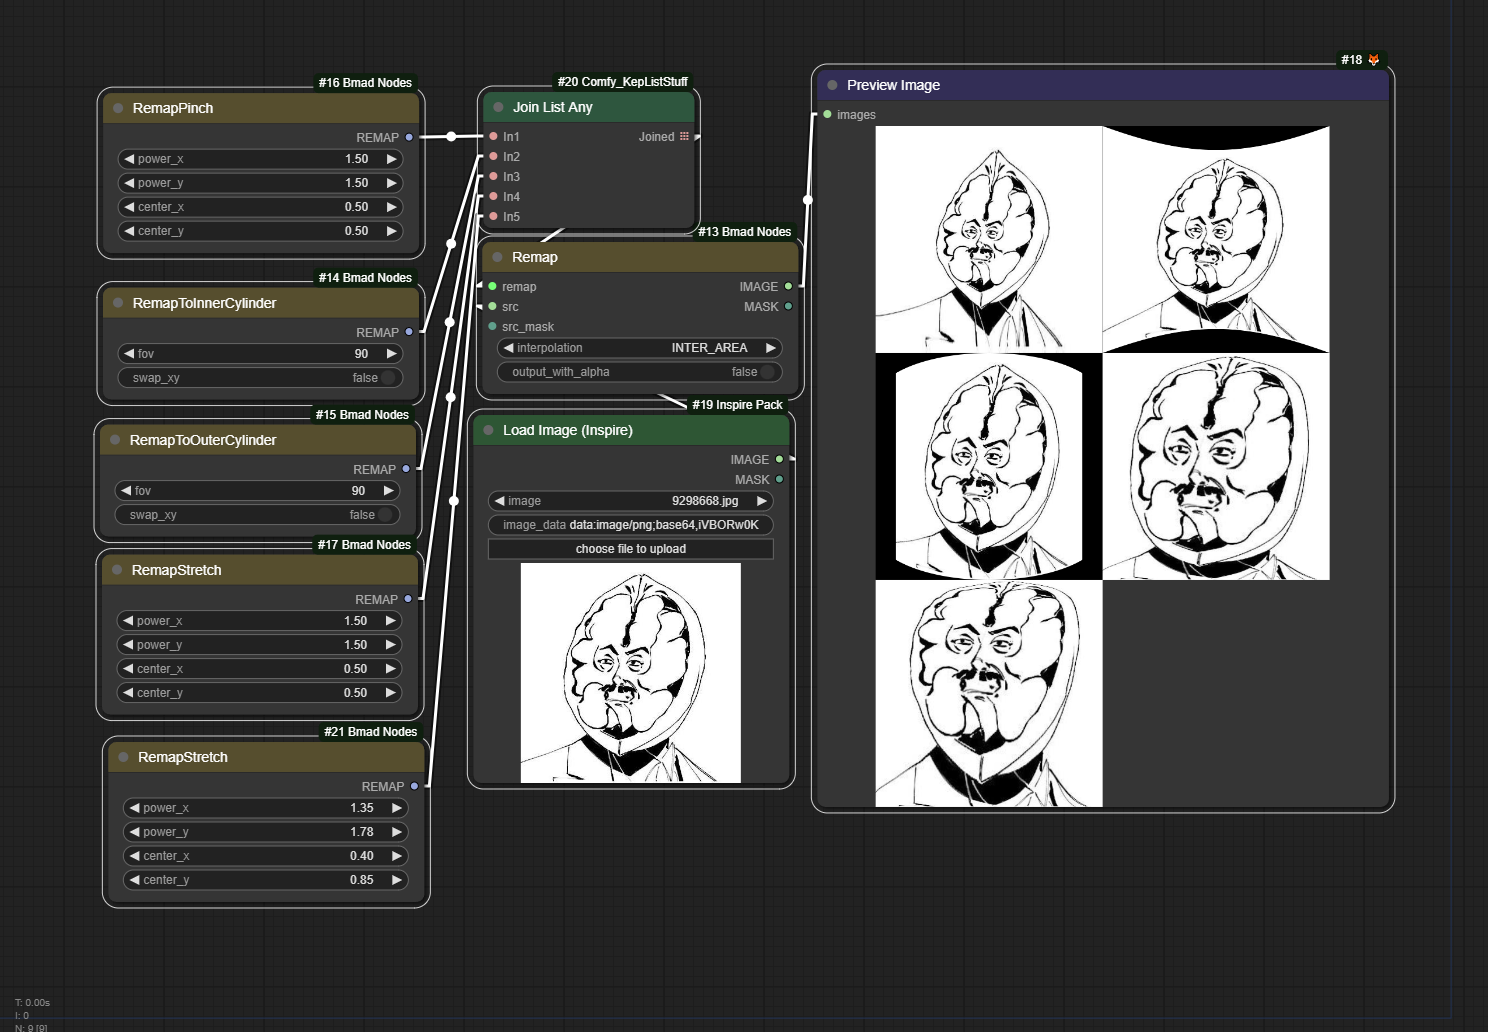 #16 Bmad Nodes
RemapPinch
REMAP
power_x 1.50
power_y 1.50
center_x 0.50
center_y 0.50
#14 Bmad Nodes
RemapToInnerCylinder
REMAP
fov 90
swap_xy false
#15 Bmad Nodes
RemapToOuterCylinder
REMAP
fov 90
swap_xy false
#17 Bmad Nodes
RemapStretch
REMAP
power_x 1.50
power_y 1.50
center_x 0.50
center_y 0.50
#21 Bmad Nodes
RemapStretch
REMAP
power_x 1.35
power_y 1.78
center_x 0.40
center_y 0.85
#20 Comfy_KepListStuff
Join List Any
In1 Joined
In2
In3
In4
In5
#13 Bmad Nodes
Remap
remap IMAGE
src MASK
src_mask
interpolation INTER_AREA
output_with_alpha false
#19 Inspire Pack
Load Image (Inspire)
IMAGE
MASK
image 9298668.jpg
image_data data:image/png;base64,iVBORw0K
choose file to upload
#18
Preview Image
images
T: 0.00s
I: 0
N: 9 [9]